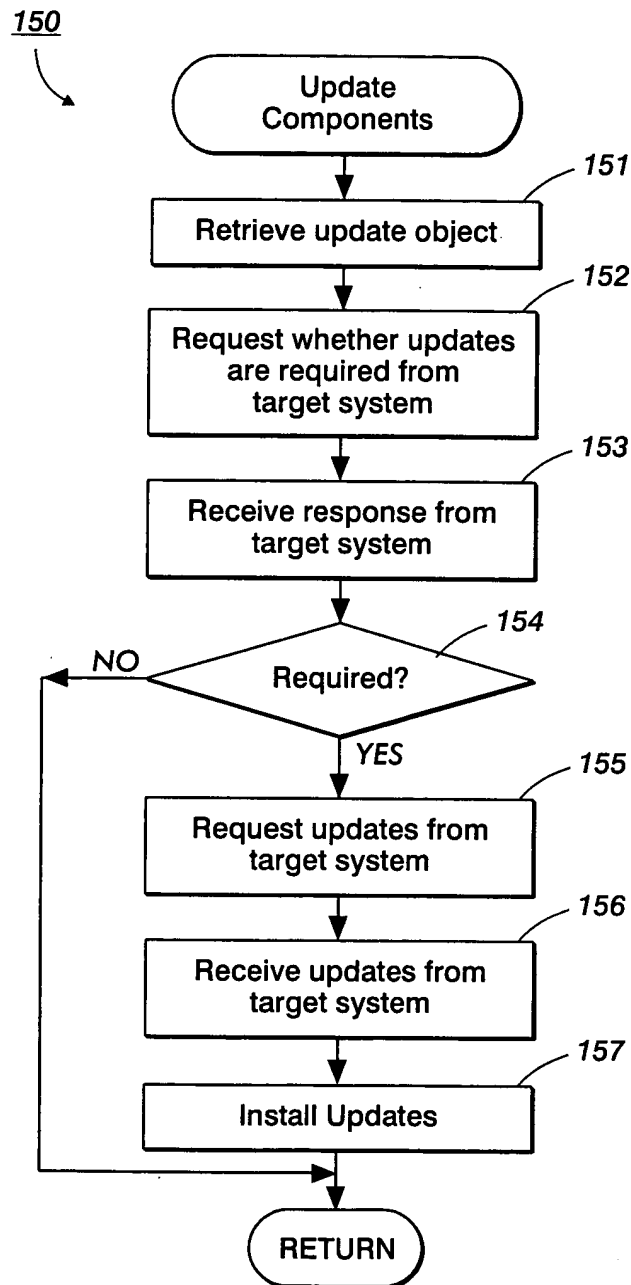 150
Update
Components
151
Retrieve update object
152
Request whether updates
are required from
target system
153
Receive response from
target system
154
NO
Required?
YES
155
Request updates from
target system
156
Receive updates from
target system
157
Install Updates
RETURN